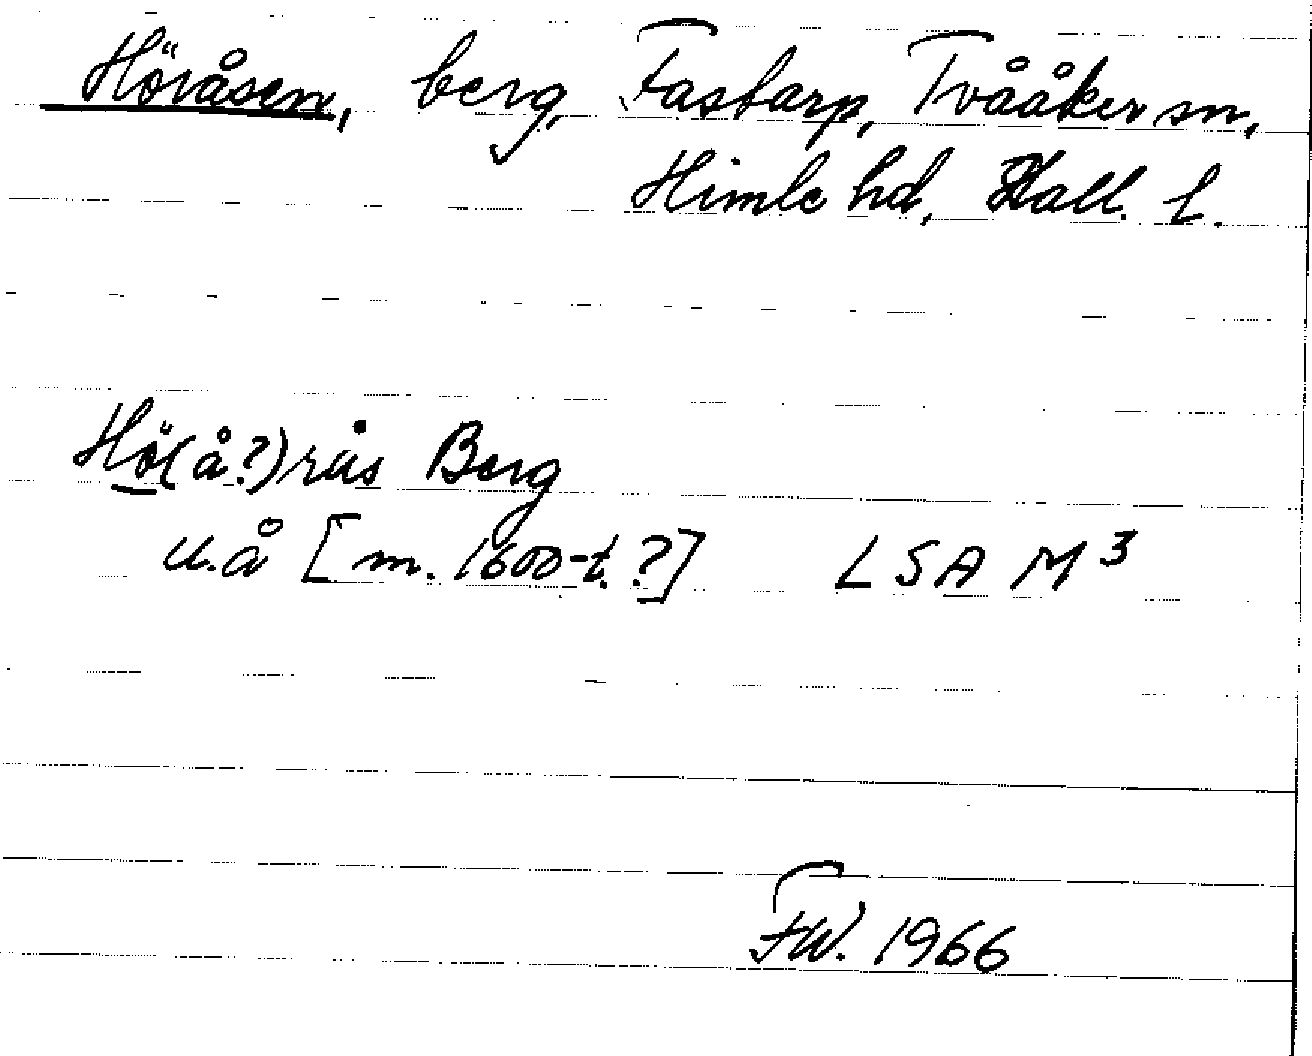 Höråsen, berg, Fastarp, Tvååker sn,
Himle hd, Hall. l.
Hö(å?)rås Berg
u.å [m. 1600-t.?] LSA M³
FW. 1966